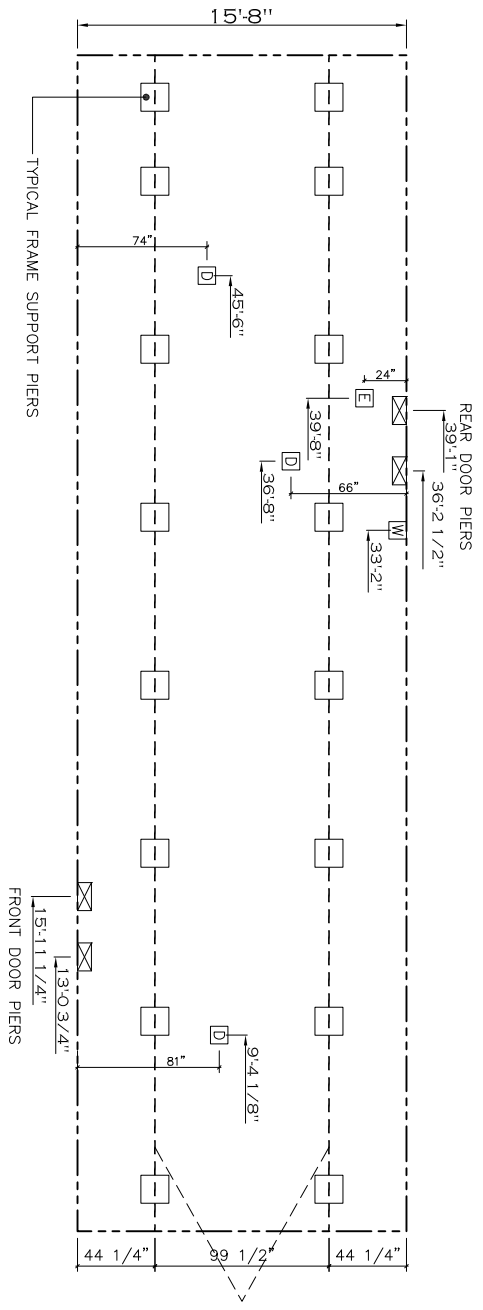 15'-8"
TYPICAL FRAME SUPPORT PIERS
74"
D
45'-6"
24"
E
39'-8"
REAR DOOR PIERS
39'-1"
36'-2 1/2"
D
36'-8"
66"
W
33'-2"
FRONT DOOR PIERS
15'-11 1/4"
13'-0 3/4"
D
9'-4 1/8"
81"
44 1/4"
99 1/2"
44 1/4"